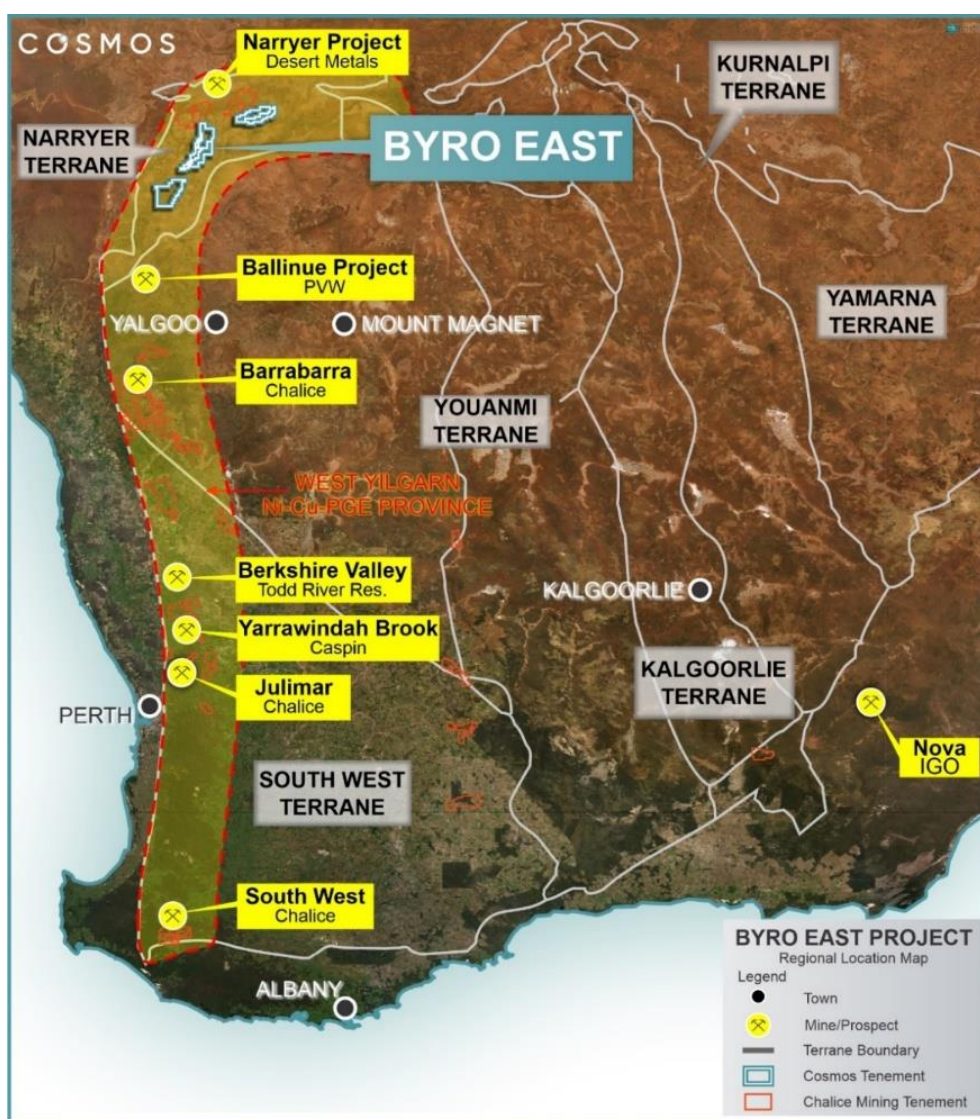 COSMOS
Narryer Project
Desert Metals
KURNALPI
TERRANE
NARRYER
TERRANE
BYRO EAST
Ballinue Project
PVW
YALGOO
MOUNT MAGNET
YAMARNA
TERRANE
Barrabarra
Chalice
YOUANMI
TERRANE
WEST YILGARN
Ni-Cu-PGE PROVINCE
Berkshire Valley
Todd River Res.
KALGOORLIE
Yarrawindah Brook
Caspin
Julimar
Chalice
KALGOORLIE
TERRANE
PERTH
Nova
IGO
SOUTH WEST
TERRANE
South West
Chalice
ALBANY
BYRO EAST PROJECT
Regional Location Map
Legend
Town
Mine/Prospect
Terrane Boundary
Cosmos Tenement
Chalice Mining Tenement